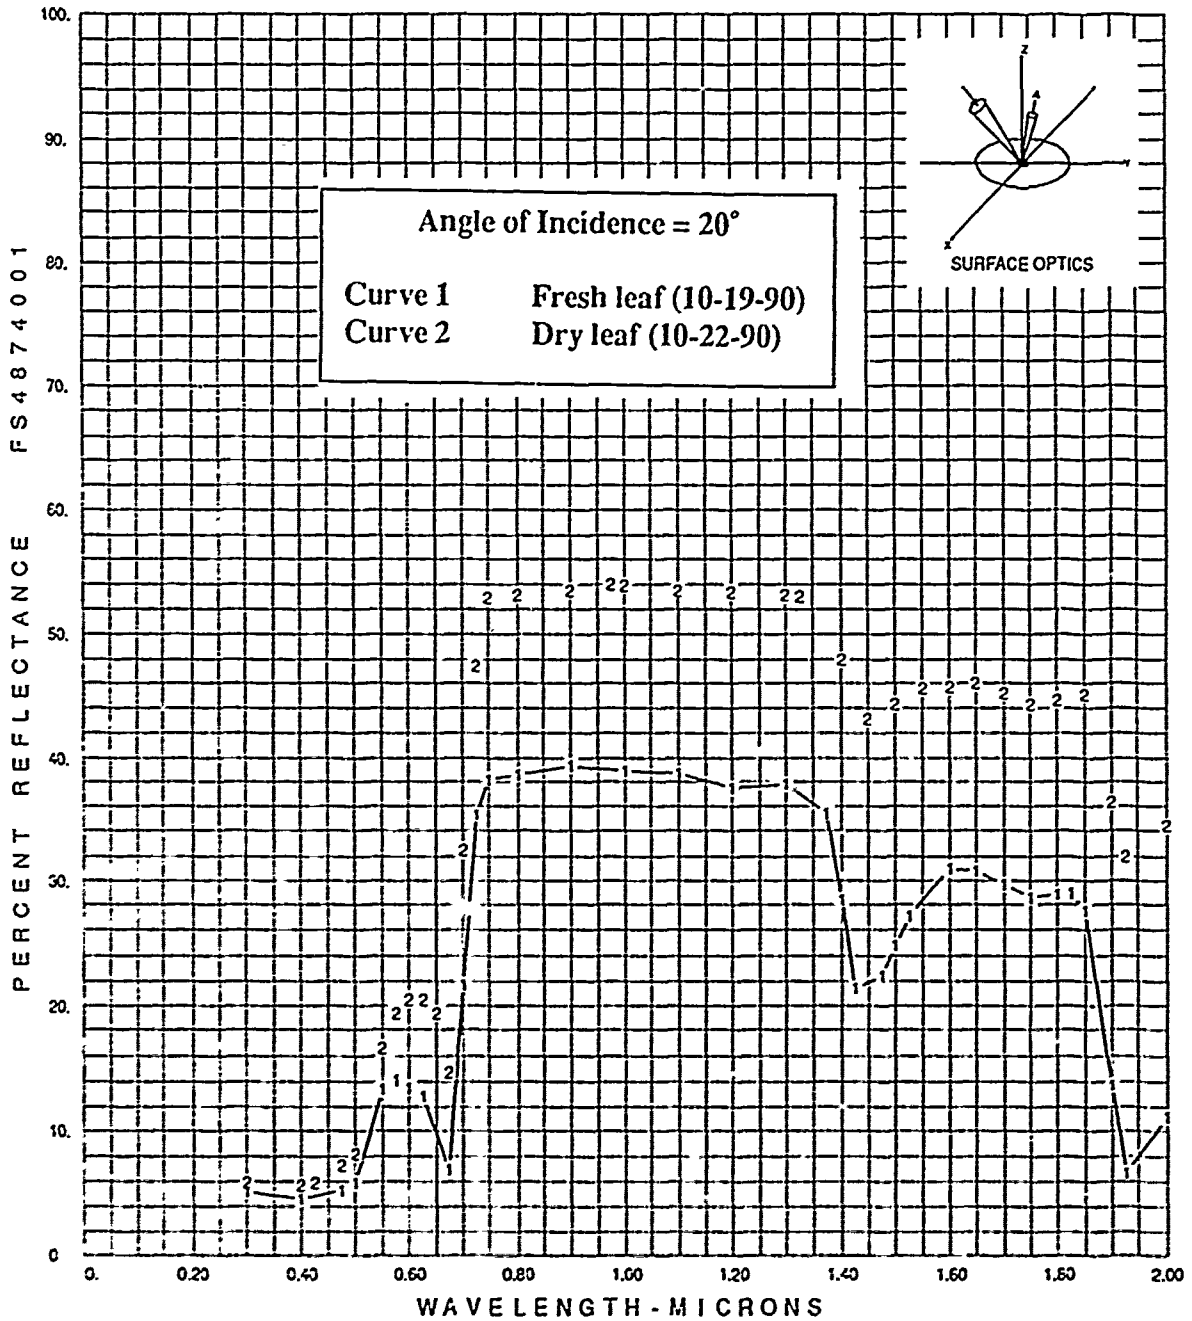 100.
90.
80.
70.
60.
50.
40.
30.
20.
10.
0
PERCENT REFLECTANCE FS4874001
Angle of Incidence = 20°
Curve 1 Fresh leaf (10-19-90)
Curve 2 Dry leaf (10-22-90)
Z
A
Y
X
SURFACE OPTICS
0. 0.20 0.40 0.60 0.80 1.00 1.20 1.40 1.60 1.80 2.00
WAVELENGTH - MICRONS